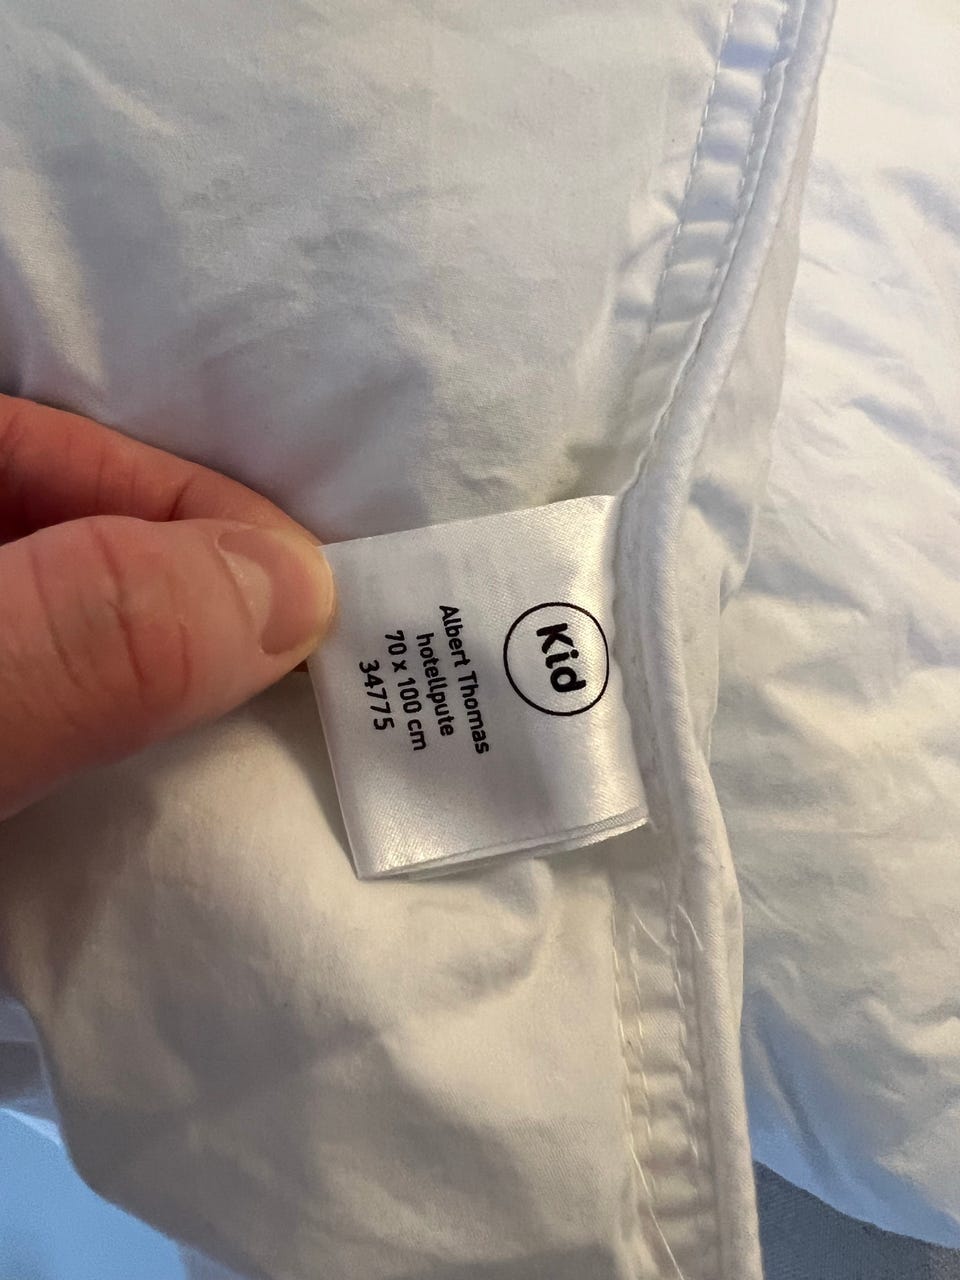 Kid
Albert Thomas
hotellpute
70 x 100 cm
34775